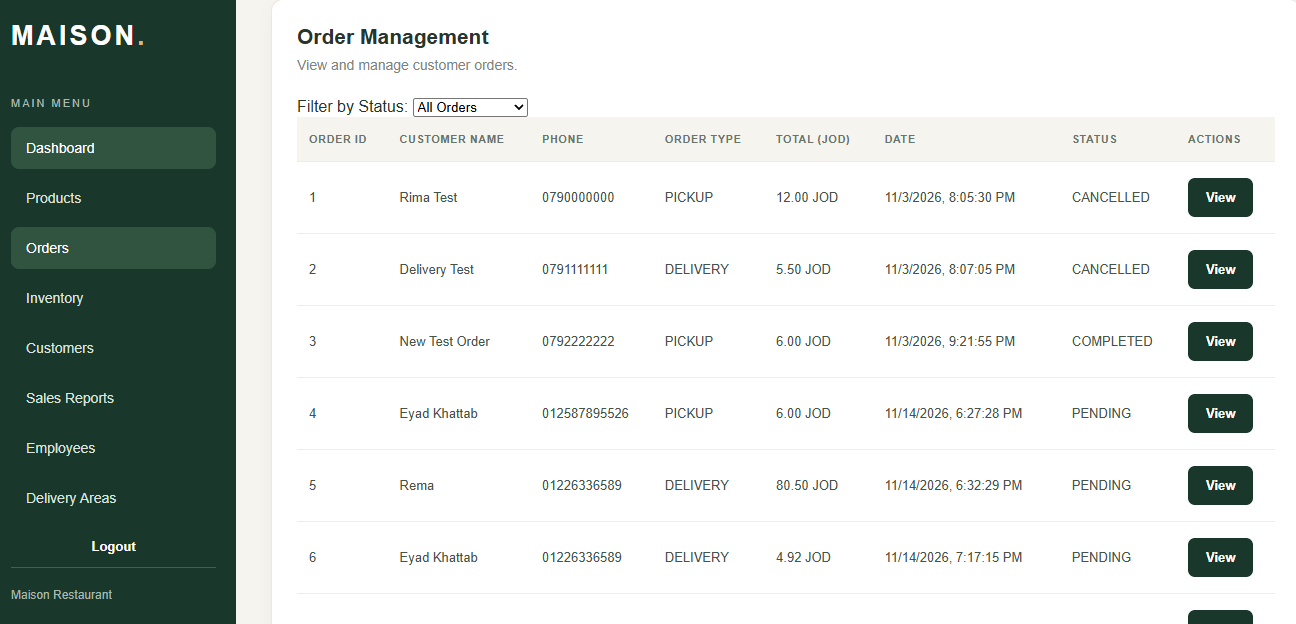 MAISON.
MAIN MENU
Dashboard
Products
Orders
Inventory
Customers
Sales Reports
Employees
Delivery Areas
Logout
Maison Restaurant
Order Management
View and manage customer orders.
Filter by Status: All Orders
ORDER ID CUSTOMER NAME PHONE ORDER TYPE TOTAL (JOD) DATE STATUS ACTIONS
1 Rima Test 0790000000 PICKUP 12.00 JOD 11/3/2026, 8:05:30 PM CANCELLED View
2 Delivery Test 0791111111 DELIVERY 5.50 JOD 11/3/2026, 8:07:05 PM CANCELLED View
3 New Test Order 0792222222 PICKUP 6.00 JOD 11/3/2026, 9:21:55 PM COMPLETED View
4 Eyad Khattab 012587895526 PICKUP 6.00 JOD 11/14/2026, 6:27:28 PM PENDING View
5 Rema 01226336589 DELIVERY 80.50 JOD 11/14/2026, 6:32:29 PM PENDING View
6 Eyad Khattab 01226336589 DELIVERY 4.92 JOD 11/14/2026, 7:17:15 PM PENDING View